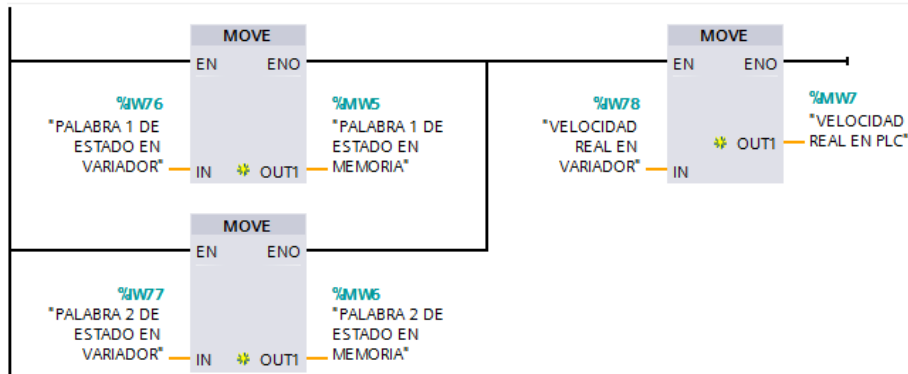 MOVE
EN ENO
%IW76
"PALABRA 1 DE
ESTADO EN
VARIADOR"
IN OUT1
%MW5
"PALABRA 1 DE
ESTADO EN
MEMORIA"
MOVE
EN ENO
%IW78
"VELOCIDAD
REAL EN
VARIADOR"
IN
OUT1
%MW7
"VELOCIDAD
REAL EN PLC"
MOVE
EN ENO
%IW77
"PALABRA 2 DE
ESTADO EN
VARIADOR"
IN OUT1
%MW6
"PALABRA 2 DE
ESTADO EN
MEMORIA"